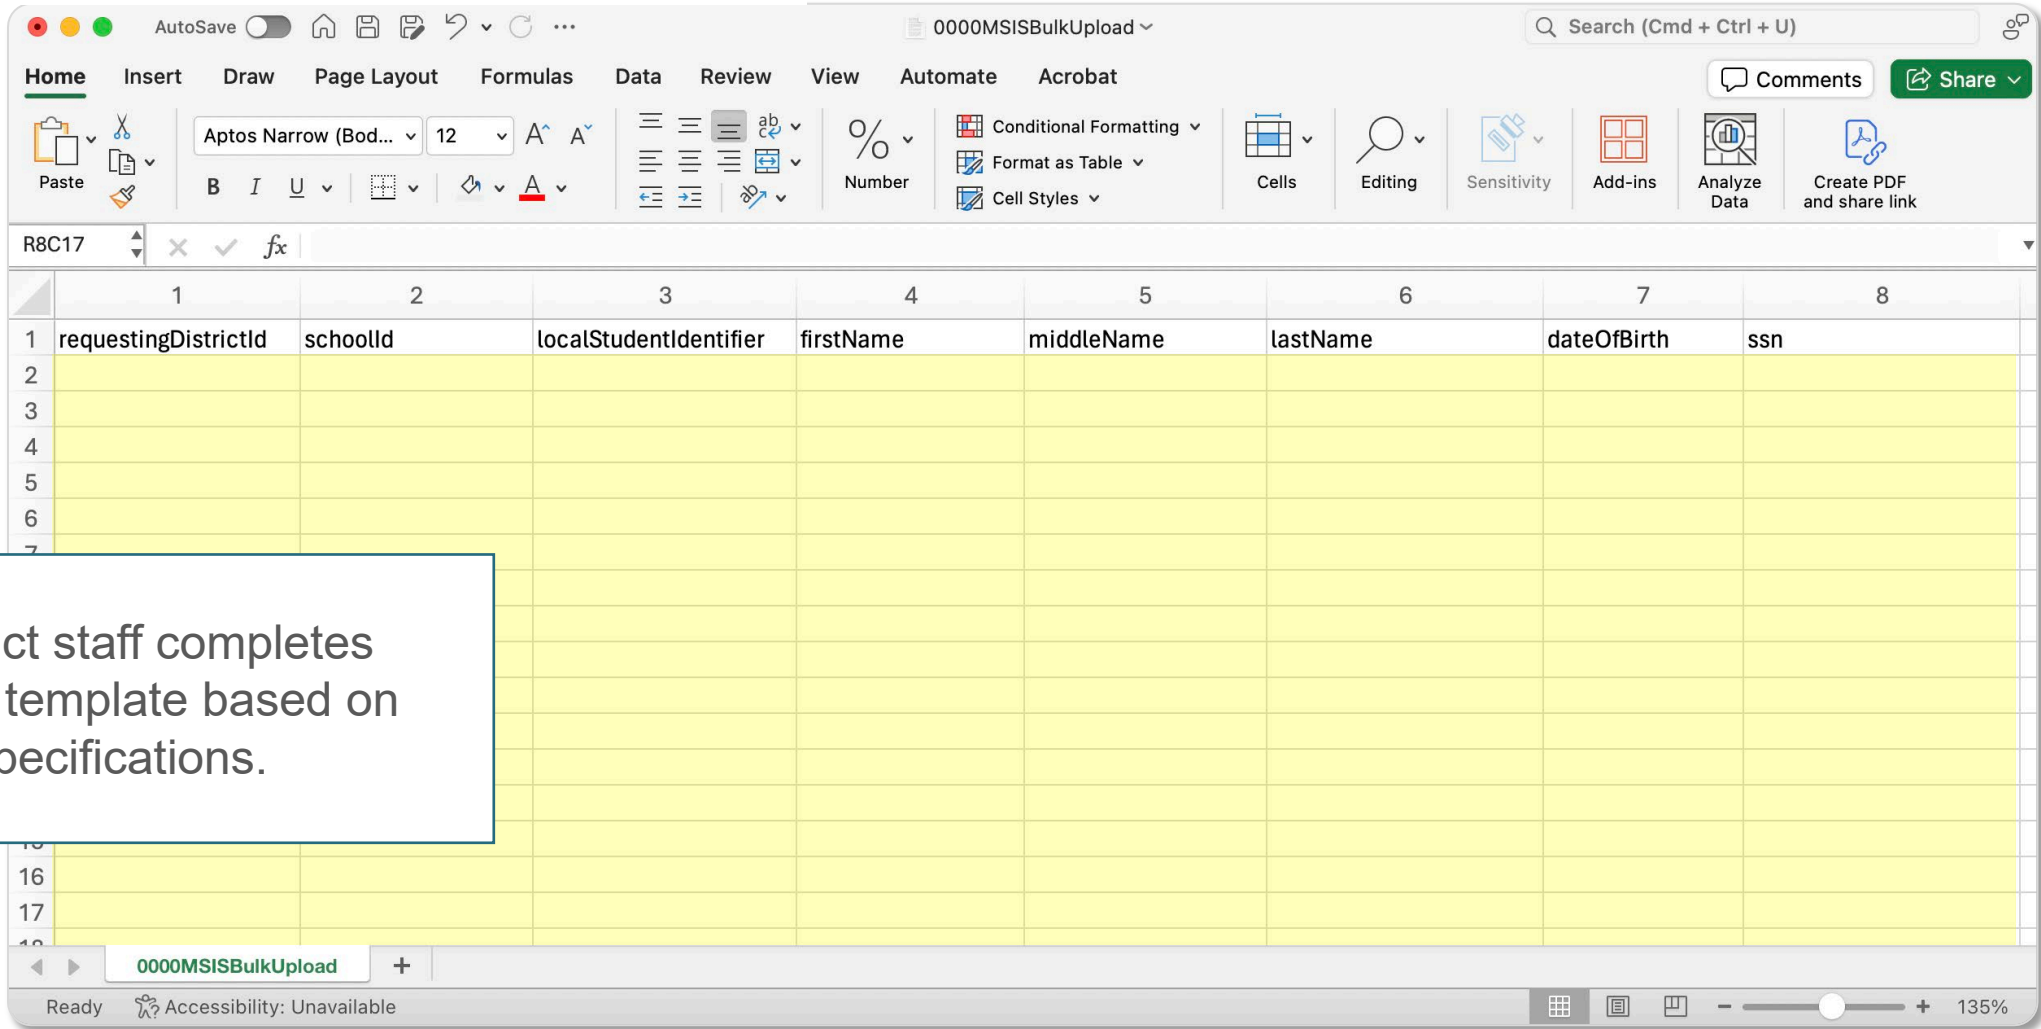 AutoSave
0000MSISBulkUpload
Search (Cmd + Ctrl + U)
Home Insert Draw Page Layout Formulas Data Review View Automate Acrobat
Comments
Share
Paste
Aptos Narrow (Bod... 12
B I U
Number
Conditional Formatting
Format as Table
Cell Styles
Cells
Editing
Sensitivity
Add-ins
Analyze
Data
Create PDF
and share link
R8C17 fx
1 2 3 4 5 6 7 8
1 requestingDistrictId schoolId localStudentIdentifier firstName middleName lastName dateOfBirth ssn
2
3
4
5
6
ct staff completes
template based on
pecifications.
16
17
0000MSISBulkUpload +
Ready Accessibility: Unavailable
135%